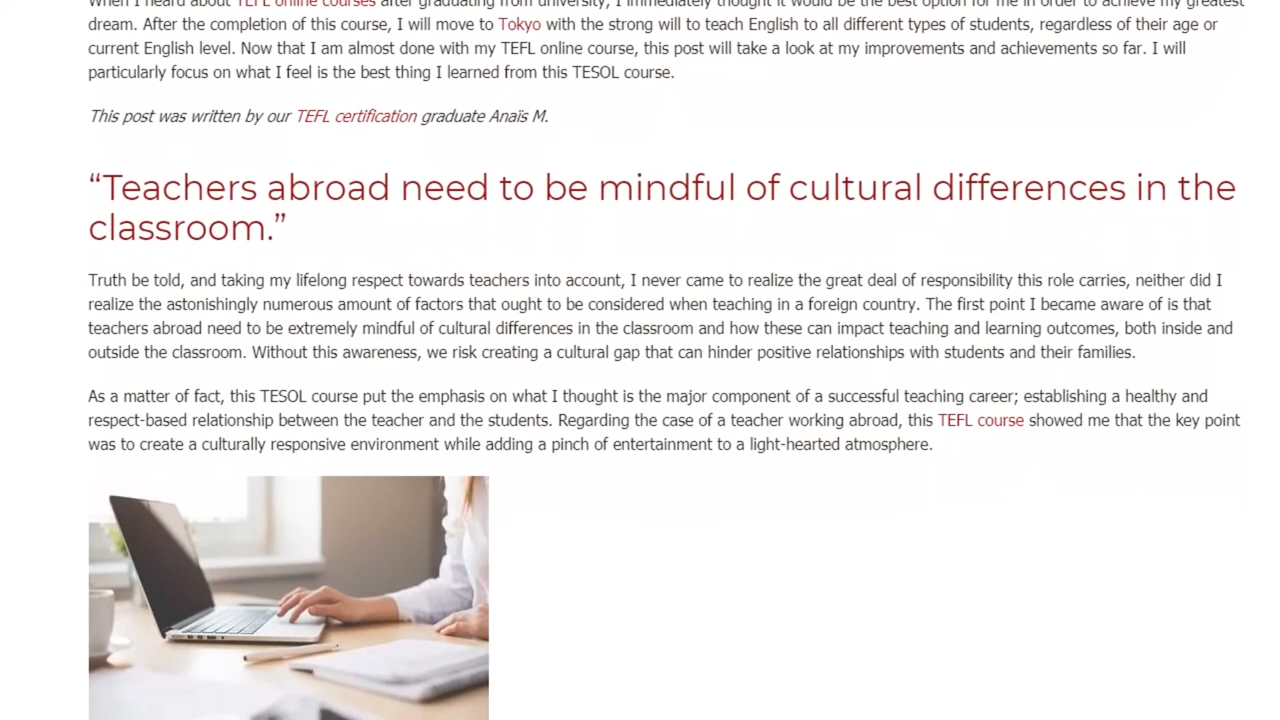 When I heard about TEFL online courses after graduating from university, I immediately thought it would be the best option for me in order to achieve my greatest
dream. After the completion of this course, I will move to Tokyo with the strong will to teach English to all different types of students, regardless of their age or
current English level. Now that I am almost done with my TEFL online course, this post will take a look at my improvements and achievements so far. I will
particularly focus on what I feel is the best thing I learned from this TESOL course.
This post was written by our TEFL certification graduate Anaïs M.
“Teachers abroad need to be mindful of cultural differences in the
classroom.”
Truth be told, and taking my lifelong respect towards teachers into account, I never came to realize the great deal of responsibility this role carries, neither did I
realize the astonishingly numerous amount of factors that ought to be considered when teaching in a foreign country. The first point I became aware of is that
teachers abroad need to be extremely mindful of cultural differences in the classroom and how these can impact teaching and learning outcomes, both inside and
outside the classroom. Without this awareness, we risk creating a cultural gap that can hinder positive relationships with students and their families.
As a matter of fact, this TESOL course put the emphasis on what I thought is the major component of a successful teaching career; establishing a healthy and
respect-based relationship between the teacher and the students. Regarding the case of a teacher working abroad, this TEFL course showed me that the key point
was to create a culturally responsive environment while adding a pinch of entertainment to a light-hearted atmosphere.